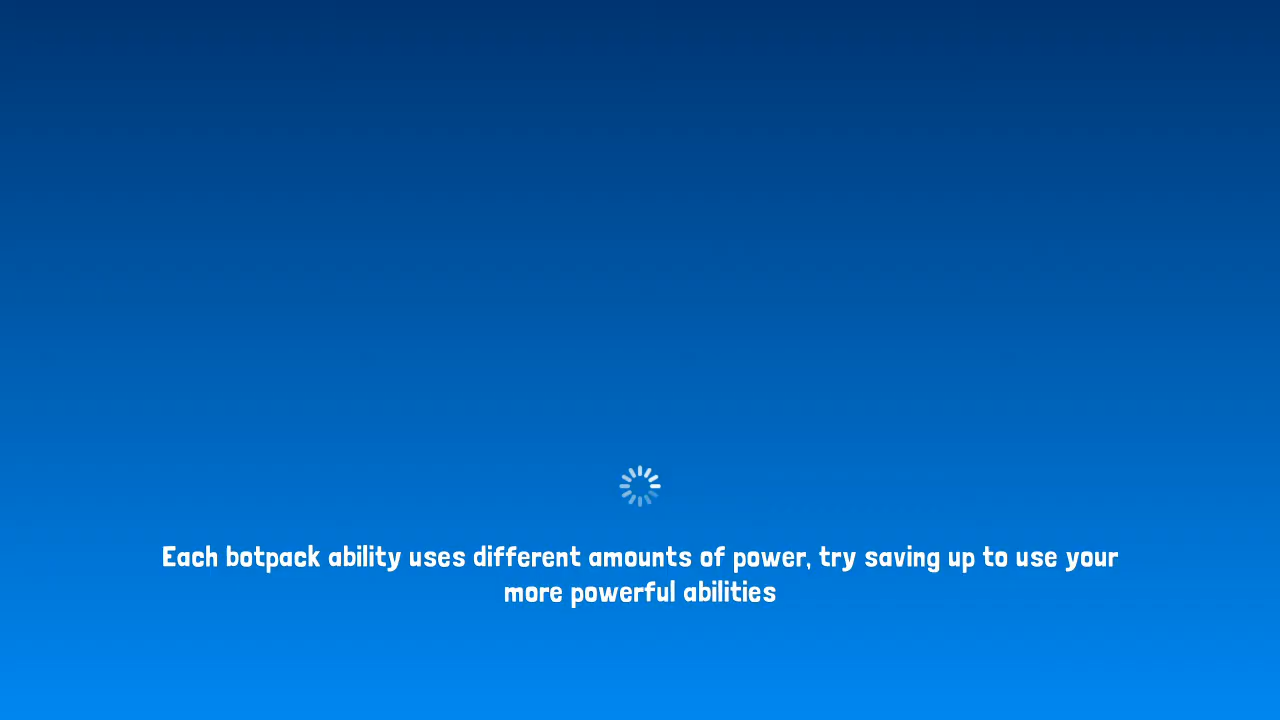 Each botpack ability uses different amounts of power, try saving up to use your
more powerful abilities